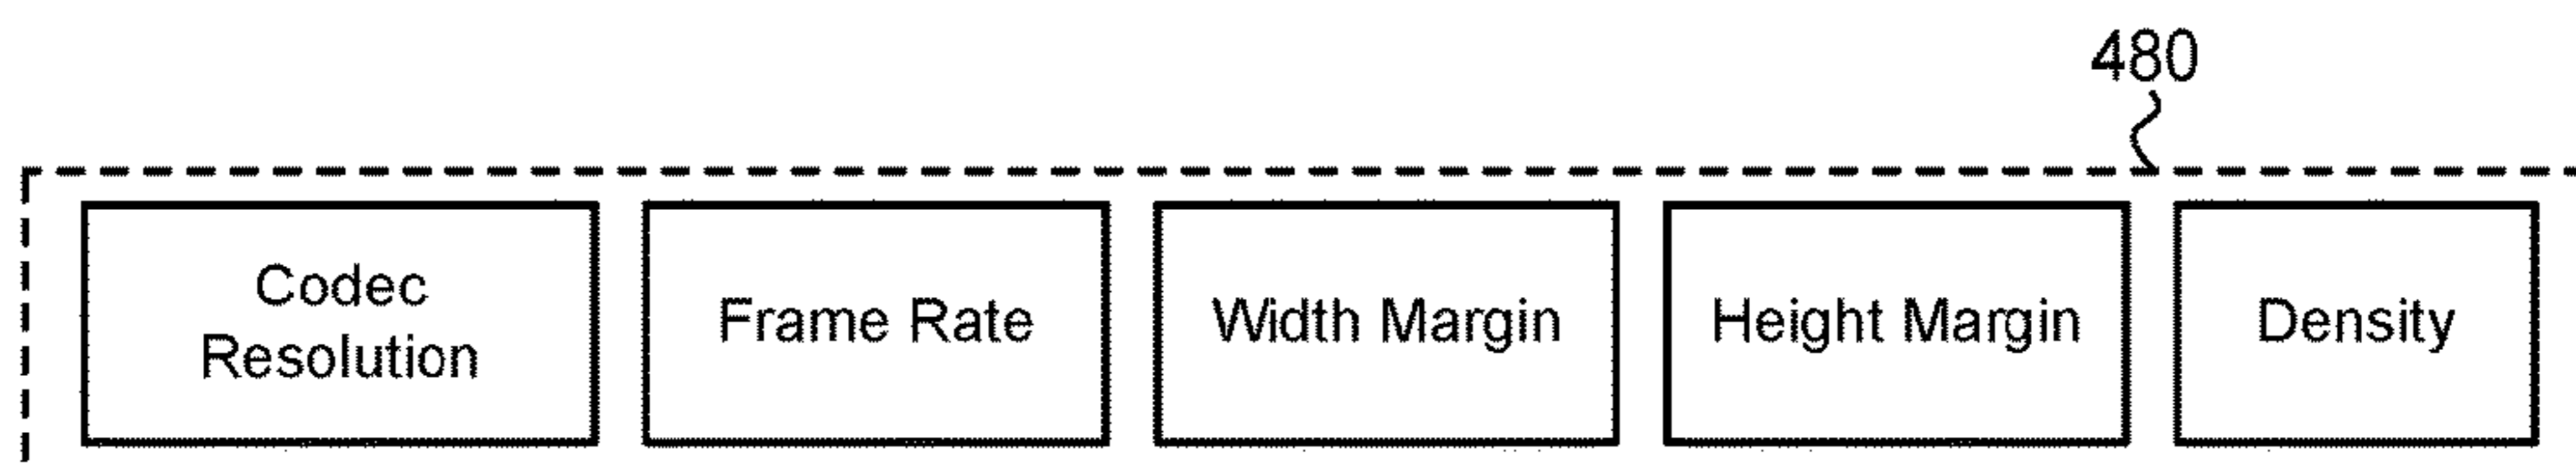 480
Codec
Resolution
Frame Rate
Width Margin
Height Margin
Density